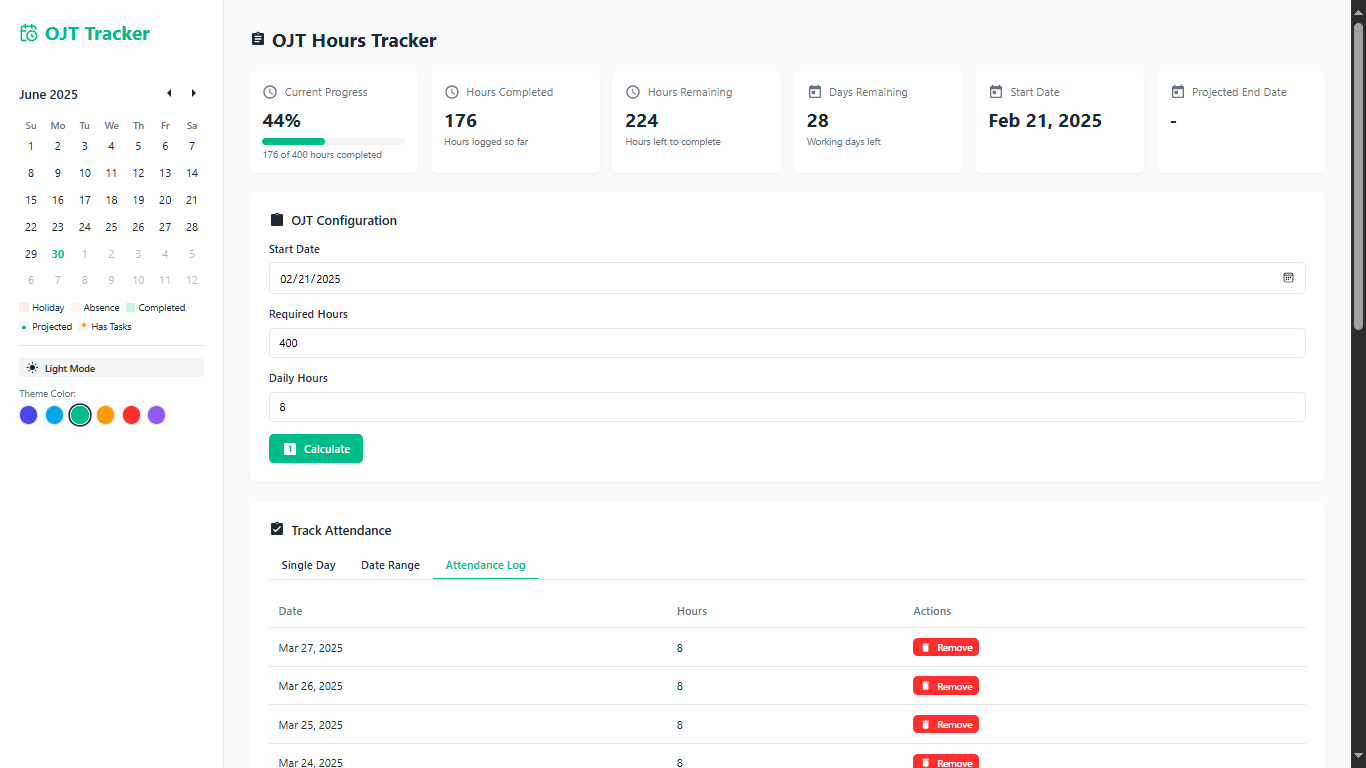 OJT Tracker
June 2025
Su Mo Tu We Th Fr Sa
1 2 3 4 5 6 7
8 9 10 11 12 13 14
15 16 17 18 19 20 21
22 23 24 25 26 27 28
29 30 1 2 3 4 5
6 7 8 9 10 11 12
Holiday Absence Completed
Projected Has Tasks
Light Mode
Theme Color:
OJT Hours Tracker
Current Progress
44%
176 of 400 hours completed
Hours Completed
176
Hours logged so far
Hours Remaining
224
Hours left to complete
Days Remaining
28
Working days left
Start Date
Feb 21, 2025
Projected End Date
-
OJT Configuration
Start Date
02/21/2025
Required Hours
400
Daily Hours
8
1 Calculate
Track Attendance
Single Day Date Range Attendance Log
Date Hours Actions
Mar 27, 2025 8 Remove
Mar 26, 2025 8 Remove
Mar 25, 2025 8 Remove
Mar 24, 2025 8 Remove